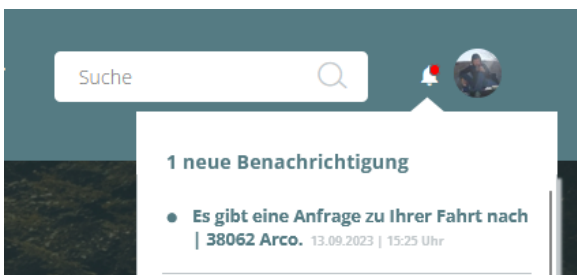 Suche
1 neue Benachrichtigung
Es gibt eine Anfrage zu Ihrer Fahrt nach
| 38062 Arco. 13.09.2023 | 15:25 Uhr